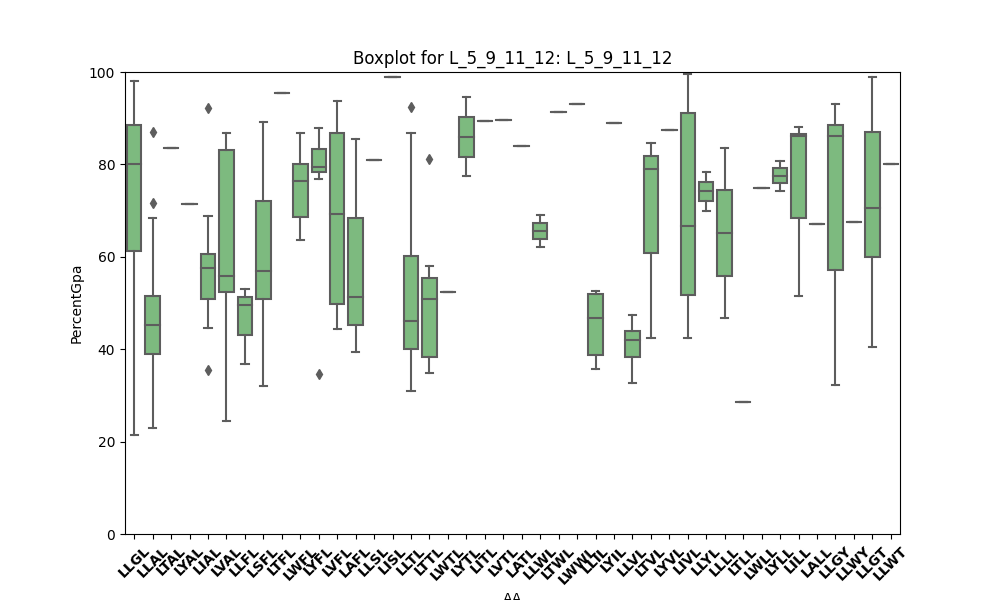 Boxplot for L_5_9_11_12: L_5_9_11_12
PercentGpa
100
80
60
40
20
0
LLGL
LLAL
LTAL
LYAL
LIAL
LVAL
LLFL
LSFL
LTFL
LWFL
LYFL
LVFL
LAFL
LLSL
LISL
LLTL
LTTL
LWTL
LYTL
LITL
LVTL
LATL
LLWL
LTWL
LWWL
LLIL
LYIL
LLVL
LTVL
LYVL
LIVL
LLYL
LLLL
LTLL
LWLL
LYLL
LILL
LALL
LLGY
LLWY
LLGT
LLWT
AA